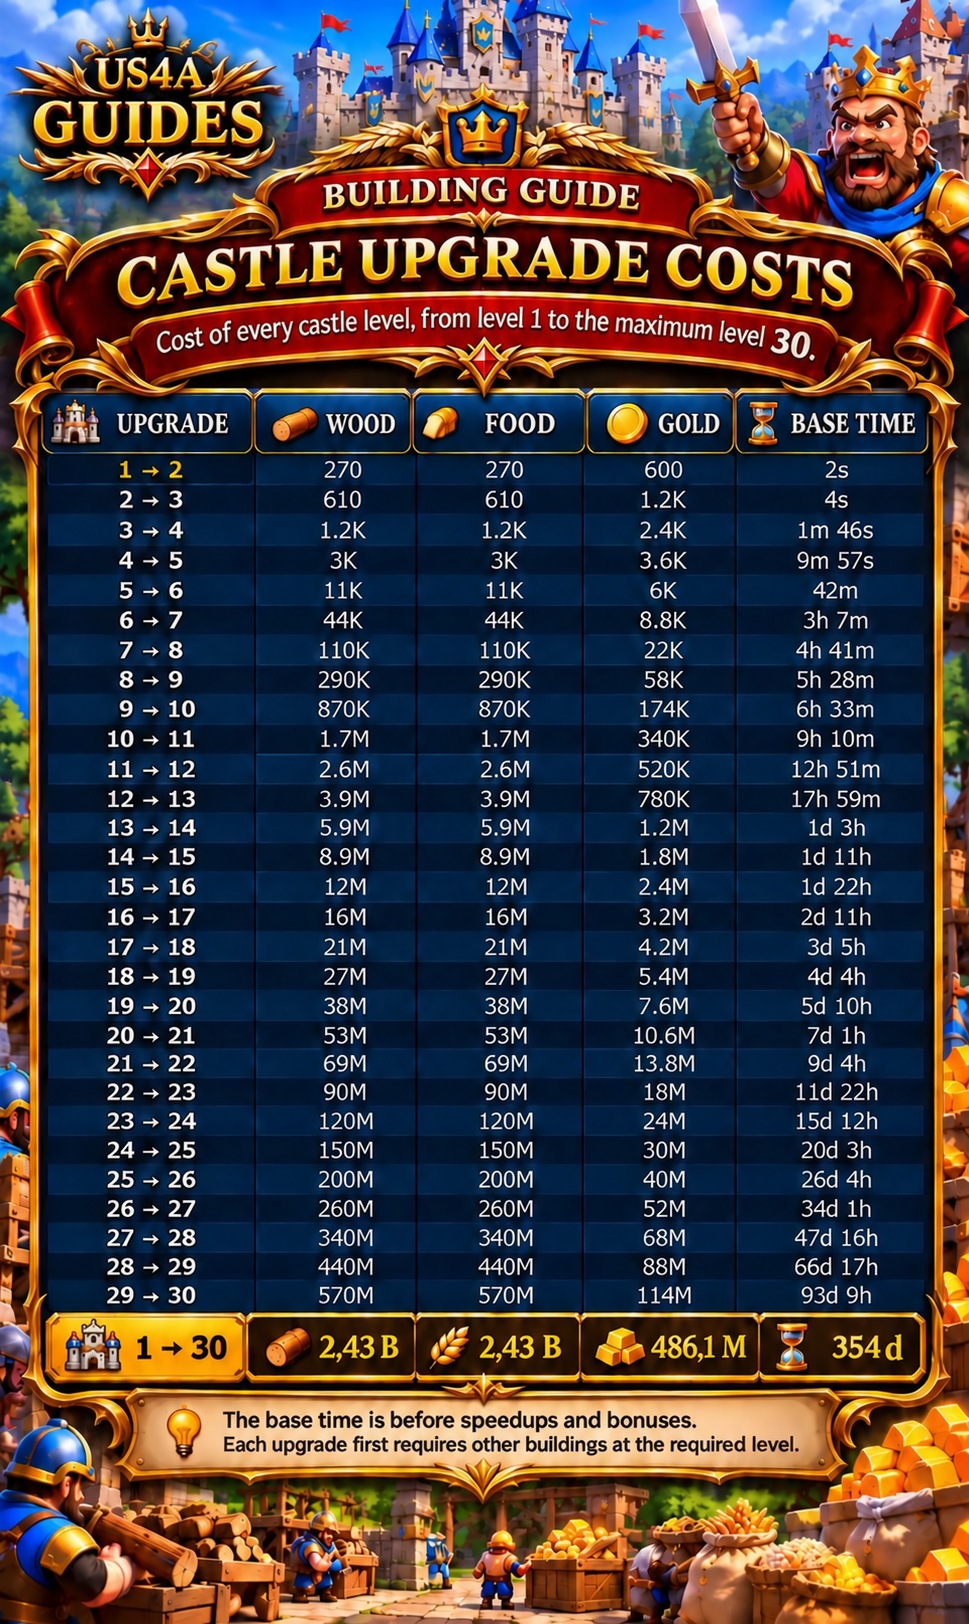 US4A
GUIDES
BUILDING GUIDE
CASTLE UPGRADE COSTS
Cost of every castle level, from level 1 to the maximum level 30.
UPGRADE WOOD FOOD GOLD BASE TIME
1 → 2 270 270 600 2s
2 → 3 610 610 1.2K 4s
3 → 4 1.2K 1.2K 2.4K 1m 46s
4 → 5 3K 3K 3.6K 9m 57s
5 → 6 11K 11K 6K 42m
6 → 7 44K 44K 8.8K 3h 7m
7 → 8 110K 110K 22K 4h 41m
8 → 9 290K 290K 58K 5h 28m
9 → 10 870K 870K 174K 6h 33m
10 → 11 1.7M 1.7M 340K 9h 10m
11 → 12 2.6M 2.6M 520K 12h 51m
12 → 13 3.9M 3.9M 780K 17h 59m
13 → 14 5.9M 5.9M 1.2M 1d 3h
14 → 15 8.9M 8.9M 1.8M 1d 11h
15 → 16 12M 12M 2.4M 1d 22h
16 → 17 16M 16M 3.2M 2d 11h
17 → 18 21M 21M 4.2M 3d 5h
18 → 19 27M 27M 5.4M 4d 4h
19 → 20 38M 38M 7.6M 5d 10h
20 → 21 53M 53M 10.6M 7d 1h
21 → 22 69M 69M 13.8M 9d 4h
22 → 23 90M 90M 18M 11d 22h
23 → 24 120M 120M 24M 15d 12h
24 → 25 150M 150M 30M 20d 3h
25 → 26 200M 200M 40M 26d 4h
26 → 27 260M 260M 52M 34d 1h
27 → 28 340M 340M 68M 47d 16h
28 → 29 440M 440M 88M 66d 17h
29 → 30 570M 570M 114M 93d 9h
1 → 30 2,43 B 2,43 B 486,1 M 354 d
The base time is before speedups and bonuses.
Each upgrade first requires other buildings at the required level.